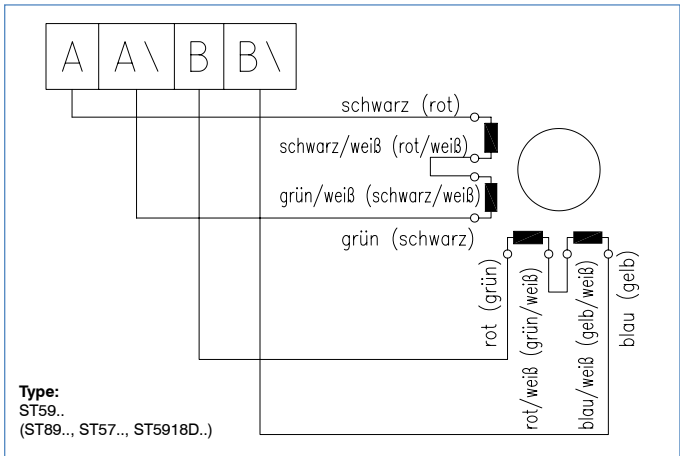 A A\ B B\
schwarz (rot)
schwarz/weiß (rot/weiß)
grün/weiß (schwarz/weiß)
grün (schwarz)
rot (grün)
rot/weiß (grün/weiß)
blau/weiß (gelb/weiß)
blau (gelb)
Type:
ST59..
(ST89.., ST57.., ST5918D..)